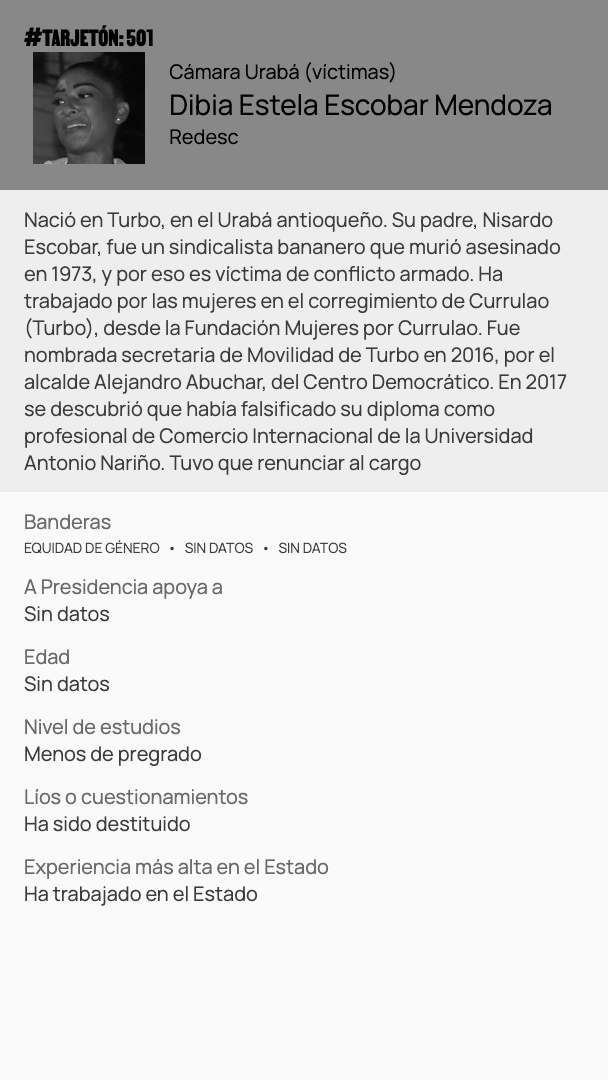 #TARJETÓN: 501
Cámara Urabá (víctimas)
Dibia Estela Escobar Mendoza
Redesc
Nació en Turbo, en el Urabá antioqueño. Su padre, Nisardo
Escobar, fue un sindicalista bananero que murió asesinado
en 1973, y por eso es víctima de conflicto armado. Ha
trabajado por las mujeres en el corregimiento de Currulao
(Turbo), desde la Fundación Mujeres por Currulao. Fue
nombrada secretaria de Movilidad de Turbo en 2016, por el
alcalde Alejandro Abuchar, del Centro Democrático. En 2017
se descubrió que había falsificado su diploma como
profesional de Comercio Internacional de la Universidad
Antonio Nariño. Tuvo que renunciar al cargo
Banderas
EQUIDAD DE GÉNERO • SIN DATOS • SIN DATOS
A Presidencia apoya a
Sin datos
Edad
Sin datos
Nivel de estudios
Menos de pregrado
Líos o cuestionamientos
Ha sido destituido
Experiencia más alta en el Estado
Ha trabajado en el Estado